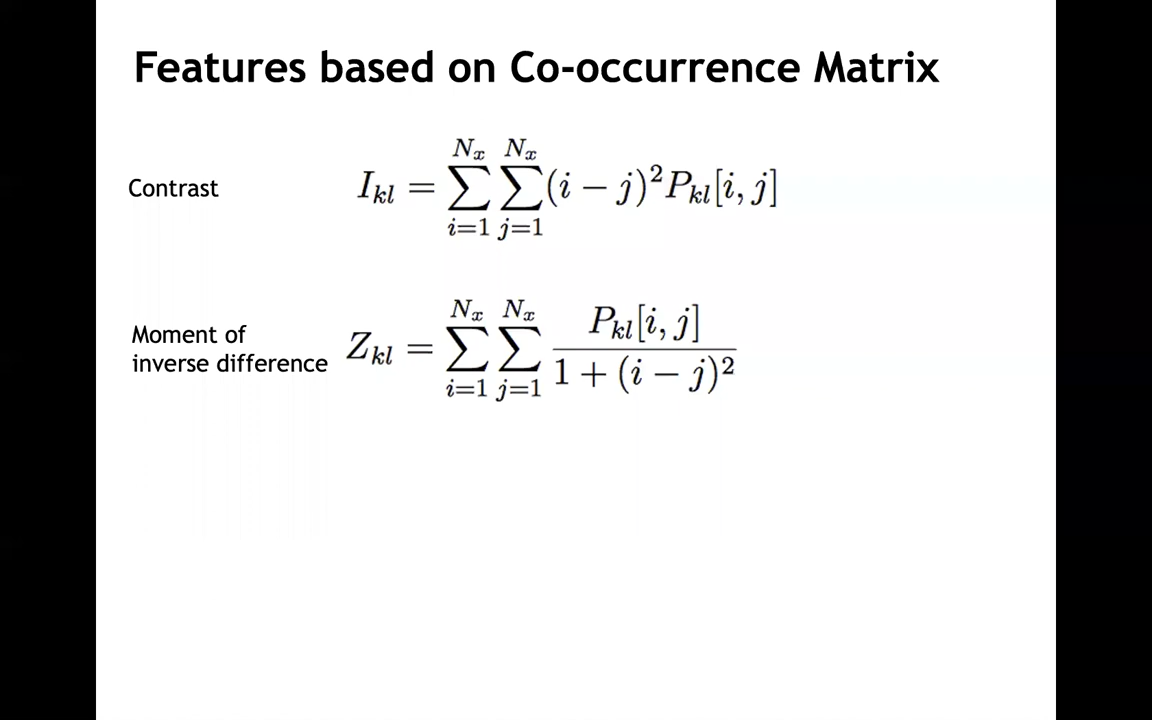 Features based on Co-occurrence Matrix
Contrast
I_{kl} = \sum_{i=1}^{N_x} \sum_{j=1}^{N_x} (i - j)^2 P_{kl}[i, j]
Moment of
inverse difference
Z_{kl} = \sum_{i=1}^{N_x} \sum_{j=1}^{N_x} \frac{P_{kl}[i, j]}{1 + (i - j)^2}